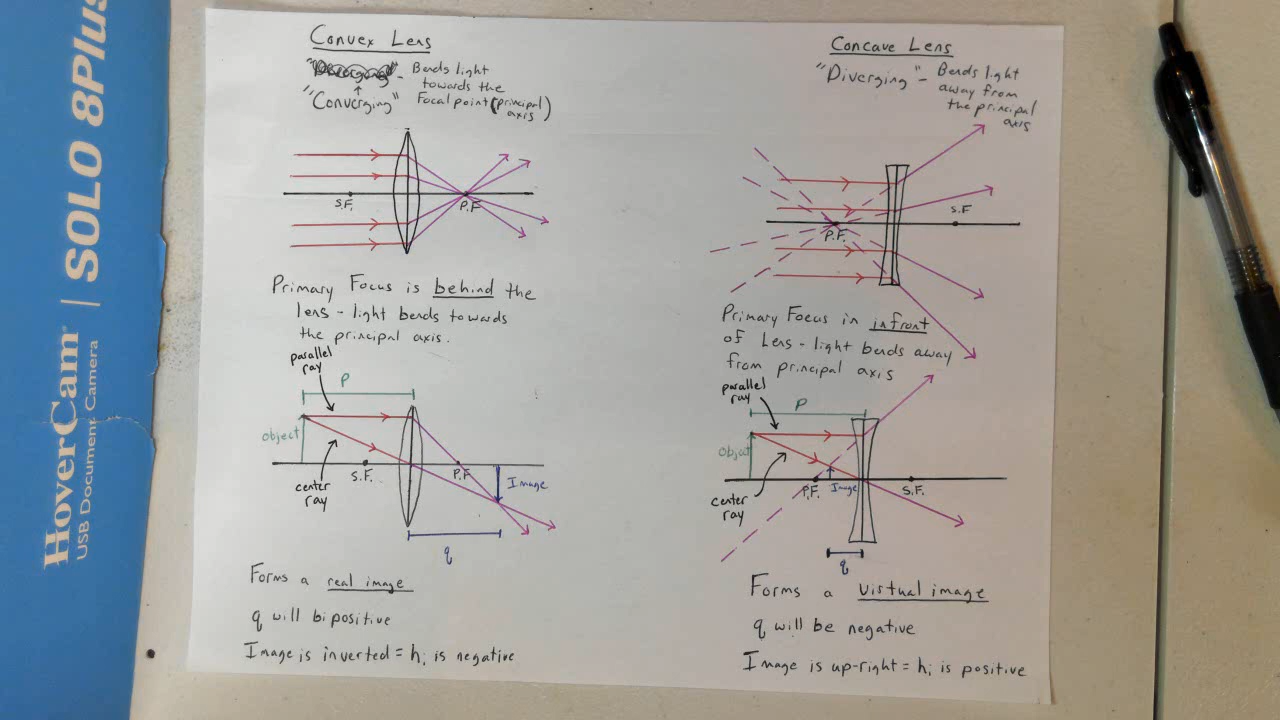 HoverCam® | SOLO 8Plus
USB Document Camera
Convex Lens
"Converging" - Bends light
towards the
Focal point (principal
axis)
S.F.
P.F
Primary Focus is behind the
lens - light bends towards
the principal axis.
parallel
ray
P
object
center
ray
S.F.
P.F
Image
q
Forms a real image
q will bi positive
Image is inverted = hi is negative
Concave Lens
"Diverging" - Bends light
away from
the principal
axis
P.F.
S.F
Primary Focus in infront
of Lens - light bends away
from principal axis
parallel
ray
P
Object
center
ray
P.F.
Image
S.F.
q
Forms a virtual image
q will be negative
Image is up-right = hi is positive